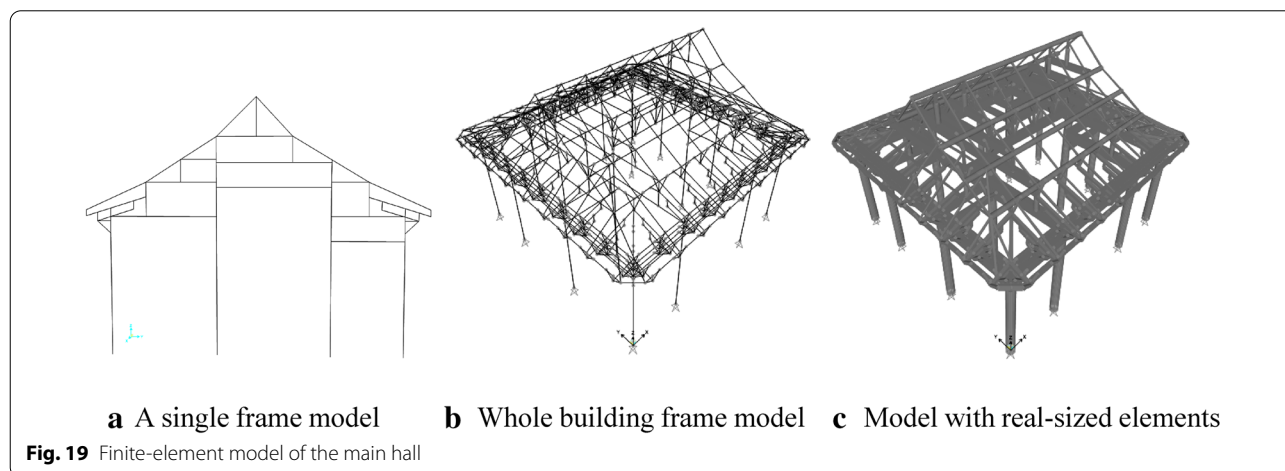 a A single frame model b Whole building frame model c Model with real-sized elements
Fig. 19 Finite-element model of the main hall